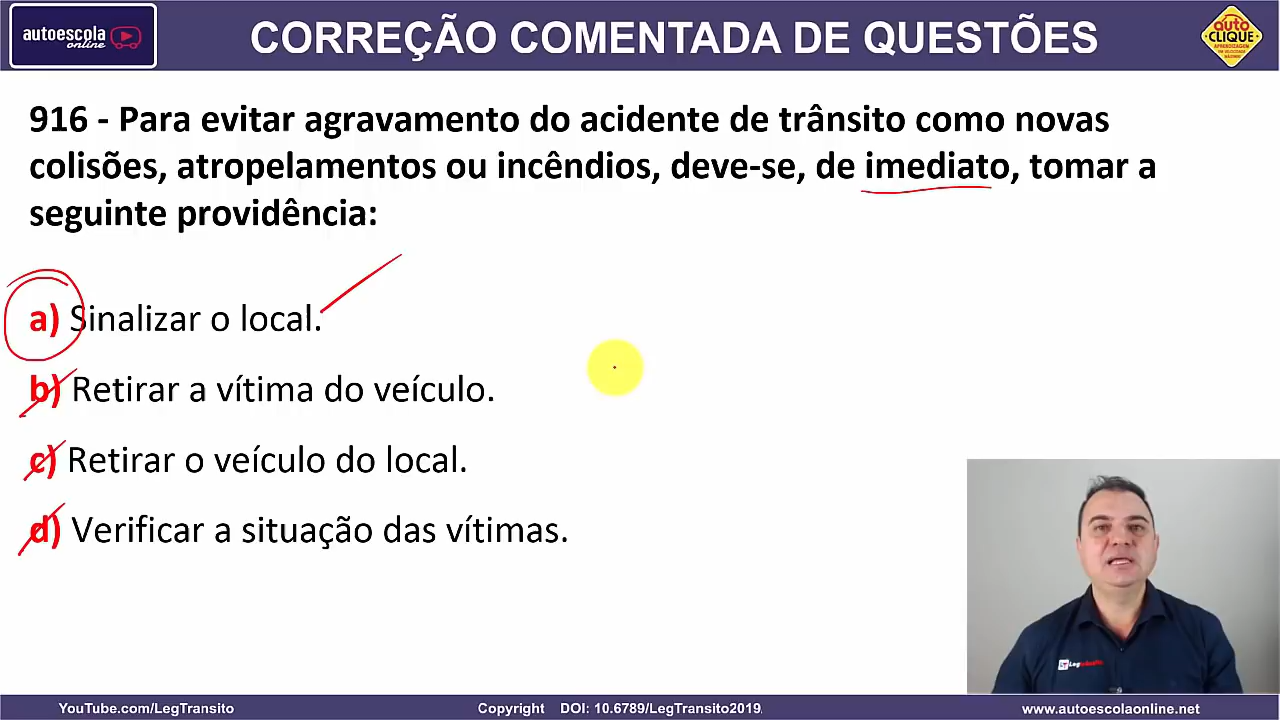 autoescola
online
CORREÇÃO COMENTADA DE QUESTÕES
auto
CLIQUE
916 - Para evitar agravamento do acidente de trânsito como novas
colisões, atropelamentos ou incêndios, deve-se, de imediato, tomar a
seguinte providência:
a) Sinalizar o local.
b) Retirar a vítima do veículo.
c) Retirar o veículo do local.
d) Verificar a situação das vítimas.
YouTube.com/LegTransito
Copyright DOI: 10.6789/LegTransito2019
www.autoescolaonline.net